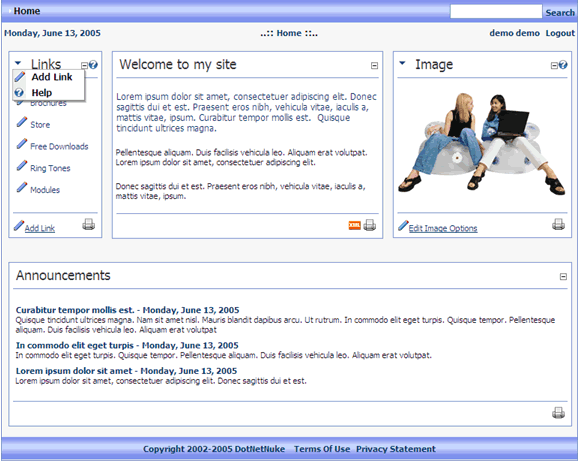 Home
Search
Monday, June 13, 2005
..:: Home ::..
demo demo Logout
Links
Add Link
Help
Brochures
Store
Free Downloads
Ring Tones
Modules
Add Link
Welcome to my site
Lorem ipsum dolor sit amet, consectetuer adipiscing elit. Donec
sagittis dui et est. Praesent eros nibh, vehicula vitae, iaculis a,
mattis vitae, ipsum. Curabitur tempor mollis est. Quisque
tincidunt ultrices magna.
Pellentesque aliquam. Duis facilisis vehicula leo. Aliquam erat volutpat.
Lorem ipsum dolor sit amet, consectetuer adipiscing elit.
Donec sagittis dui et est. Praesent eros nibh, vehicula vitae, iaculis a,
mattis vitae, ipsum.
XML
Image
Edit Image Options
Announcements
Curabitur tempor mollis est. - Monday, June 13, 2005
Quisque tincidunt ultrices magna. Nam sit amet nisl. Mauris blandit dapibus arcu. Ut rutrum. In commodo elit eget turpis. Quisque tempor. Pellentesque
aliquam. Duis facilisis vehicula leo. Aliquam erat volutpat
In commodo elit eget turpis - Monday, June 13, 2005
In commodo elit eget turpis. Quisque tempor. Pellentesque aliquam. Duis facilisis vehicula leo. Aliquam erat volutpat.
Lorem ipsum dolor sit amet - Monday, June 13, 2005
Lorem ipsum dolor sit amet, consectetuer adipiscing elit. Donec sagittis dui et est.
Copyright 2002-2005 DotNetNuke Terms Of Use Privacy Statement